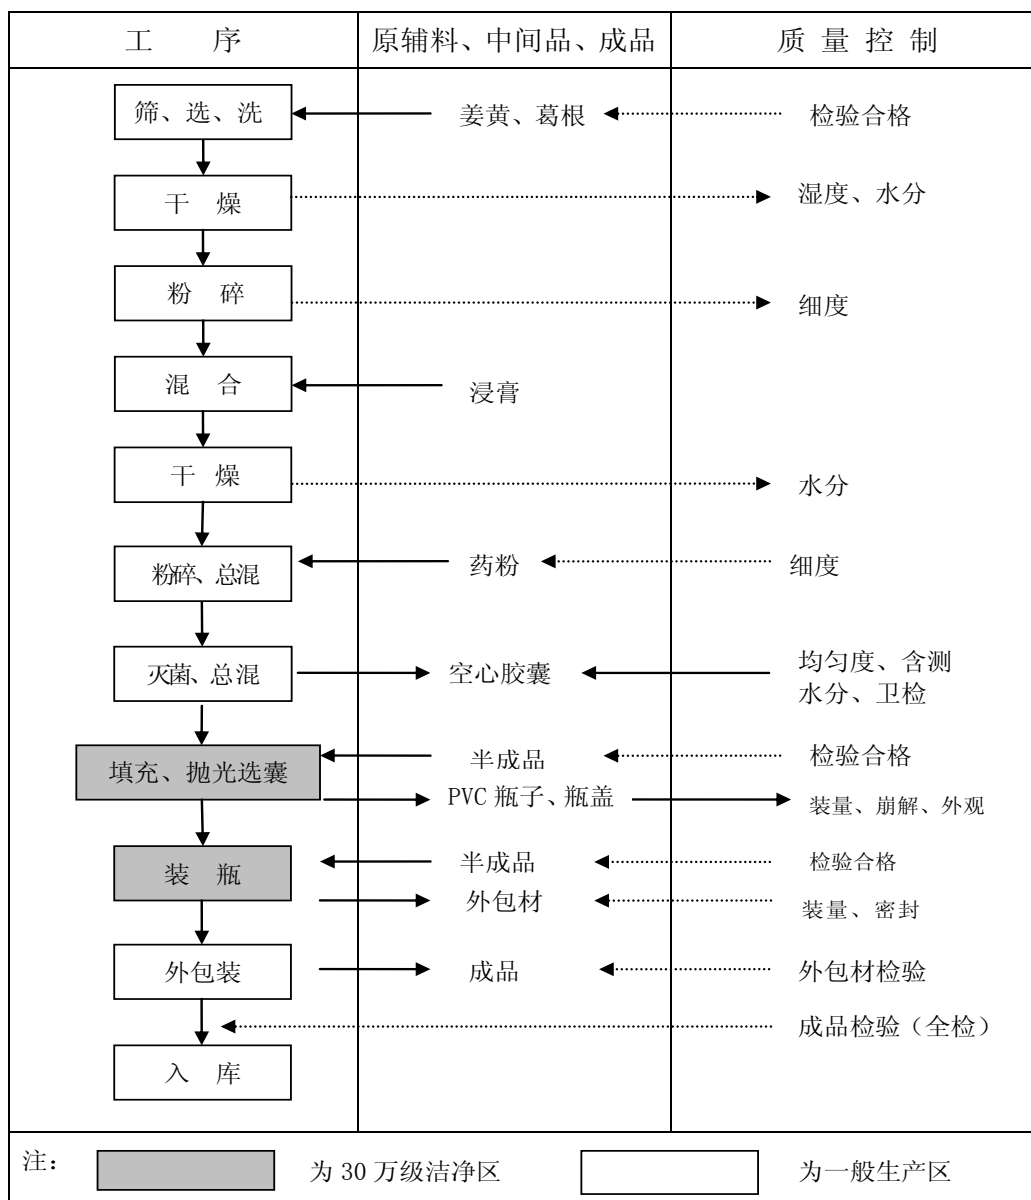 工 序 原辅料、中间品、成品 质 量 控 制
筛、选、洗 姜黄、葛根 检验合格
干 燥 湿度、水分
粉 碎 细度
混 合 浸膏
干 燥 水分
粉碎、总混 药粉 细度
灭菌、总混 空心胶囊 均匀度、含测
水分、卫检
填充、抛光选囊 半成品 检验合格
PVC 瓶子、瓶盖 装量、崩解、外观
装 瓶 半成品 检验合格
外包材 装量、密封
外包装 成品 外包材检验
成品检验（全检）
入 库
注： 为 30 万级洁净区 为一般生产区